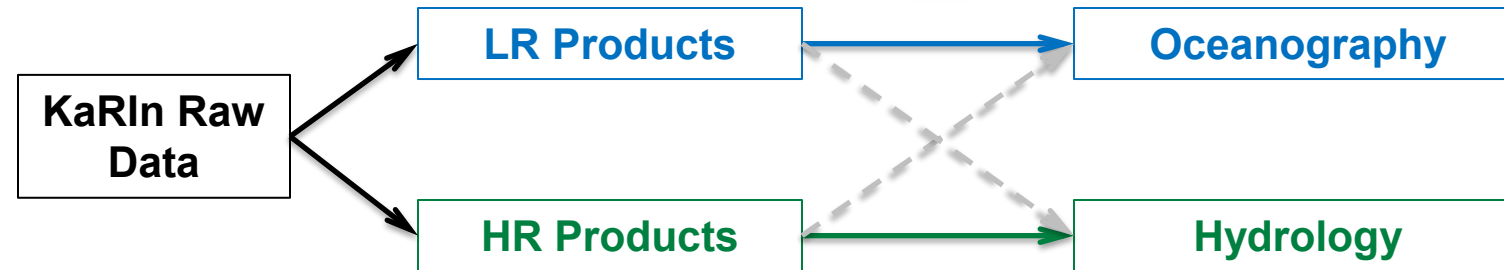 LR Products
Oceanography
KaRIn Raw
Data
HR Products
Hydrology